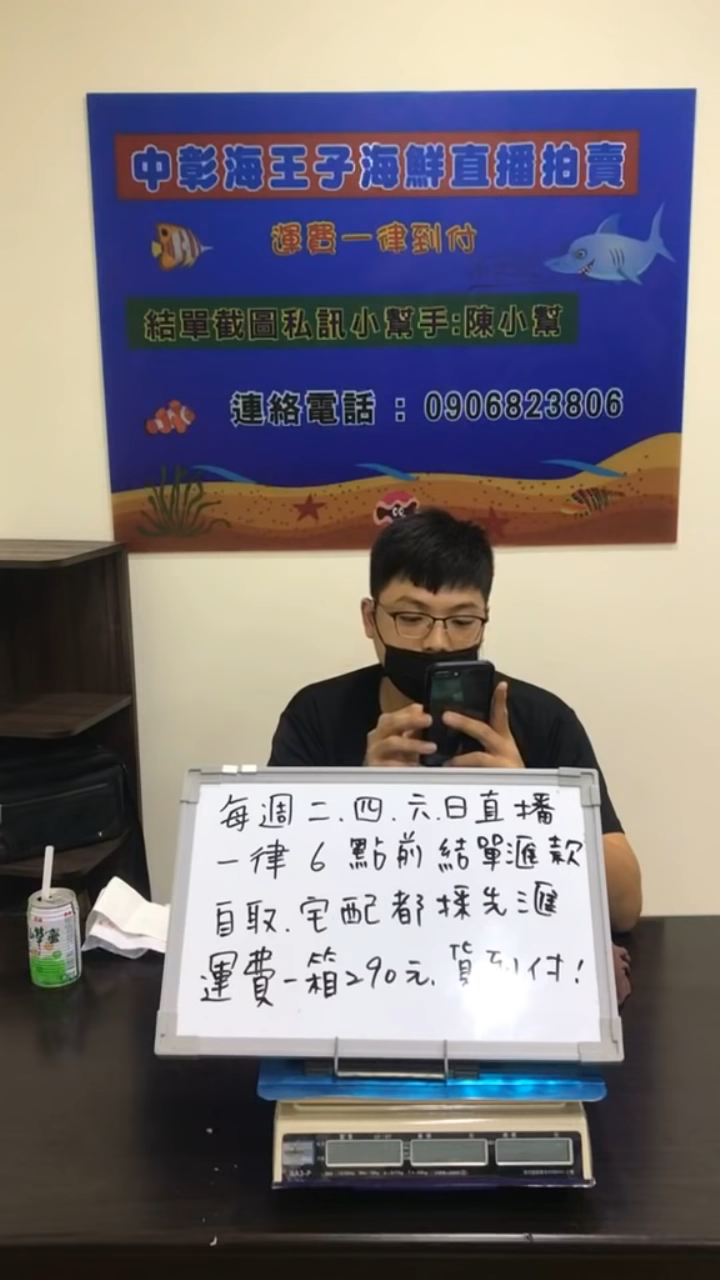 中彰海王子海鮮直播拍賣
運費一律到付
結單截圖私訊小幫手:陳小幫
連絡電話 : 0906823806
每週二.四.六.日直播
一律6點前結單匯款
自取.宅配都採先匯
運費一箱290元.貨到付!